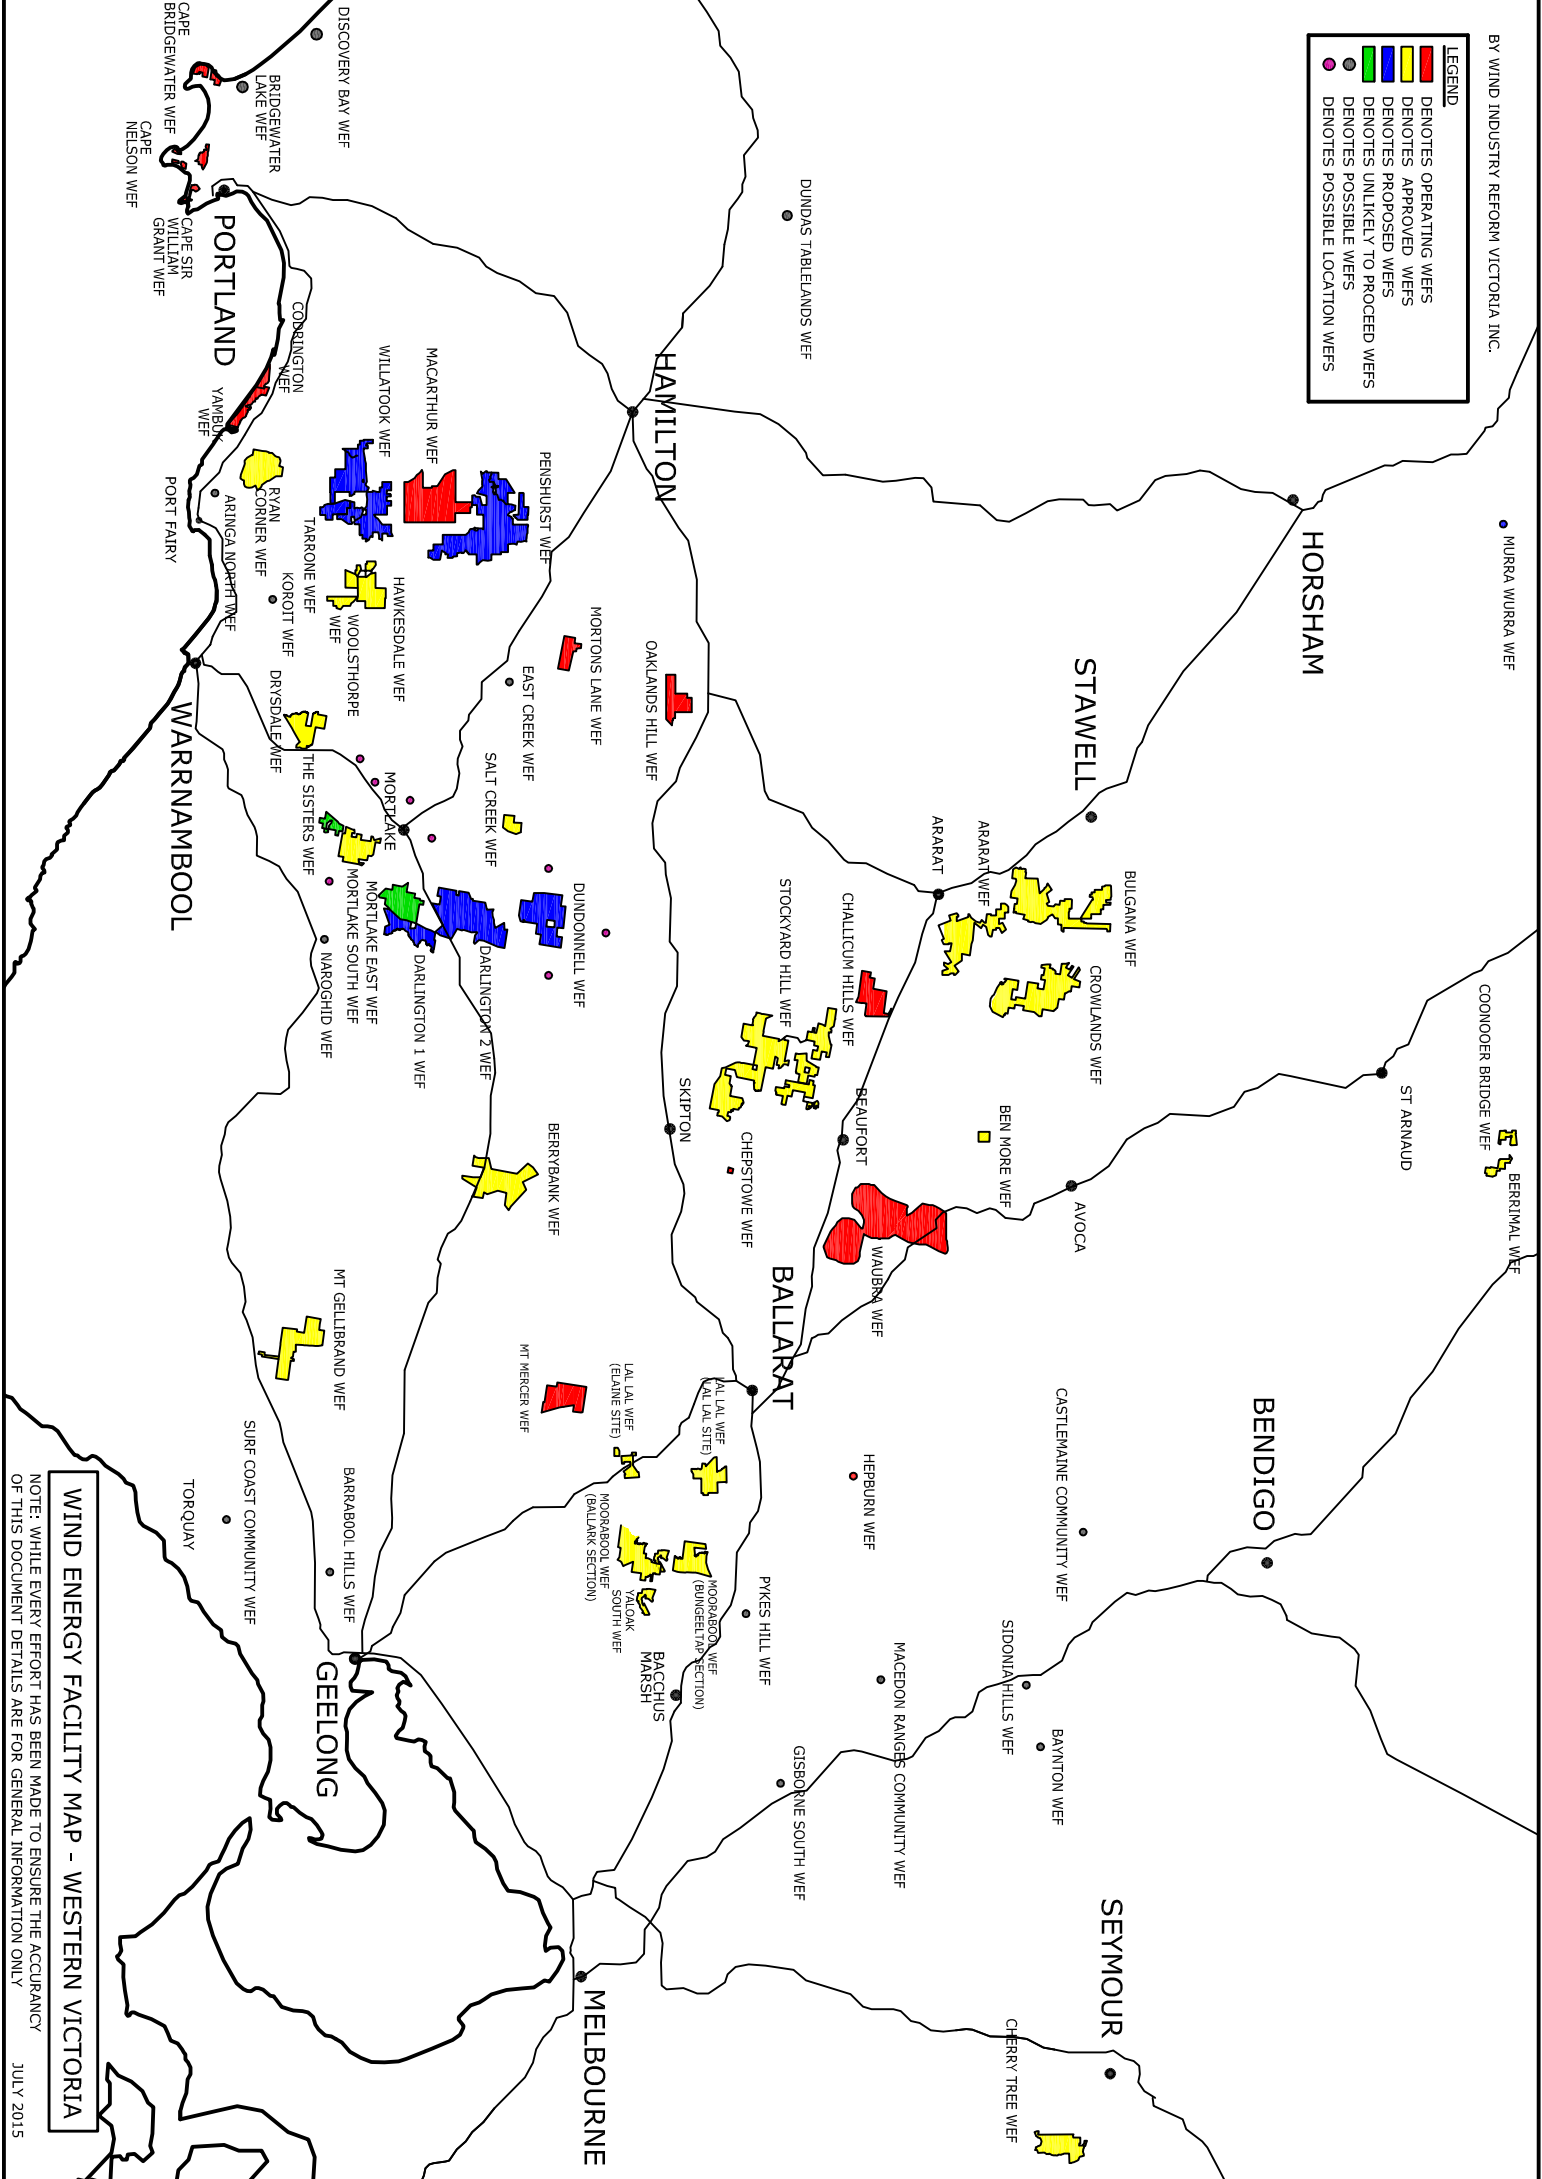 BY WIND INDUSTRY REFORM VICTORIA INC.
LEGEND
DENOTES OPERATING WEFS
DENOTES APPROVED WEFS
DENOTES PROPOSED WEFS
DENOTES UNLIKELY TO PROCEED WEFS
DENOTES POSSIBLE WEFS
DENOTES POSSIBLE LOCATION WEFS
MURRA WURRA WEF
HORSHAM
STAWELL
COONOOER BRIDGE WEF
BERRIMAL WEF
ST ARNAUD
DUNDAS TABLELANDS WEF
HAMILTON
ARARAT
ARARAT WEF
BULGANA WEF
CROWLANDS WEF
BEN MORE WEF
AVOCA
BENDIGO
CASTLEMAINE COMMUNITY WEF
SIDONIA HILLS WEF
BAYNTON WEF
SEYMOUR
CHERRY TREE WEF
CHALLICUM HILLS WEF
STOCKYARD HILL WEF
BEAUFORT
WAUBRA WEF
CHEPSTOWE WEF
SKIPTON
BALLARAT
HEPBURN WEF
MACEDON RANGES COMMUNITY WEF
PYKES HILL WEF
GISBORNE SOUTH WEF
LAL LAL WEF
(LAL LAL SITE)
LAL LAL WEF
(ELAINE SITE)
MOORABOOL WEF
(BUNGEELTAP SECTION)
MOORABOOL WEF
(BALLARK SECTION)
YALOAK
SOUTH WEF
BACCHUS
MARSH
MELBOURNE
MT MERCER WEF
OAKLANDS HILL WEF
MORTONS LANE WEF
EAST CREEK WEF
SALT CREEK WEF
DUNDONNELL WEF
BERRYBANK WEF
PENSHURST WEF
MACARTHUR WEF
WILLATOOK WEF
HAWKESDALE WEF
WOOLSTHORPE
WEF
TARRONE WEF
RYAN
CORNER WEF
KOROIT WEF
ARINGA NORTH WEF
DRYSDALE WEF
THE SISTERS WEF
MORTLAKE
MORTLAKE EAST WEF
MORTLAKE SOUTH WEF
DARLINGTON 1 WEF
DARLINGTON 2 WEF
NAROGHID WEF
MT GELLIBRAND WEF
BARRABOOL HILLS WEF
SURF COAST COMMUNITY WEF
TORQUAY
GEELONG
DISCOVERY BAY WEF
BRIDGEWATER
LAKE WEF
CAPE
BRIDGEWATER WEF
CAPE
NELSON WEF
CAPE SIR
WILLIAM
GRANT WEF
PORTLAND
CODRINGTON
WEF
YAMBUK
WEF
PORT FAIRY
WARRNAMBOOL
WIND ENERGY FACILITY MAP - WESTERN VICTORIA
NOTE: WHILE EVERY EFFORT HAS BEEN MADE TO ENSURE THE ACCURANCY
OF THIS DOCUMENT DETAILS ARE FOR GENERAL INFORMATION ONLY
JULY 2015